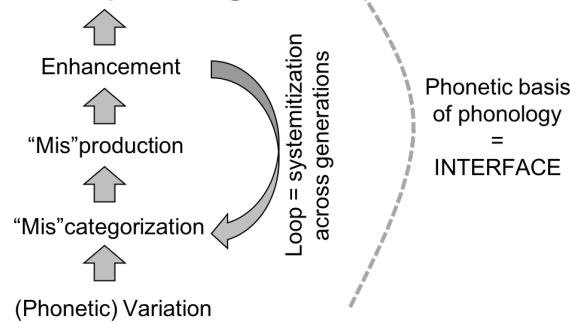 Enhancement
“Mis”production
“Mis”categorization
(Phonetic) Variation
Loop = systemitization
across generations
Phonetic basis
of phonology
=
INTERFACE